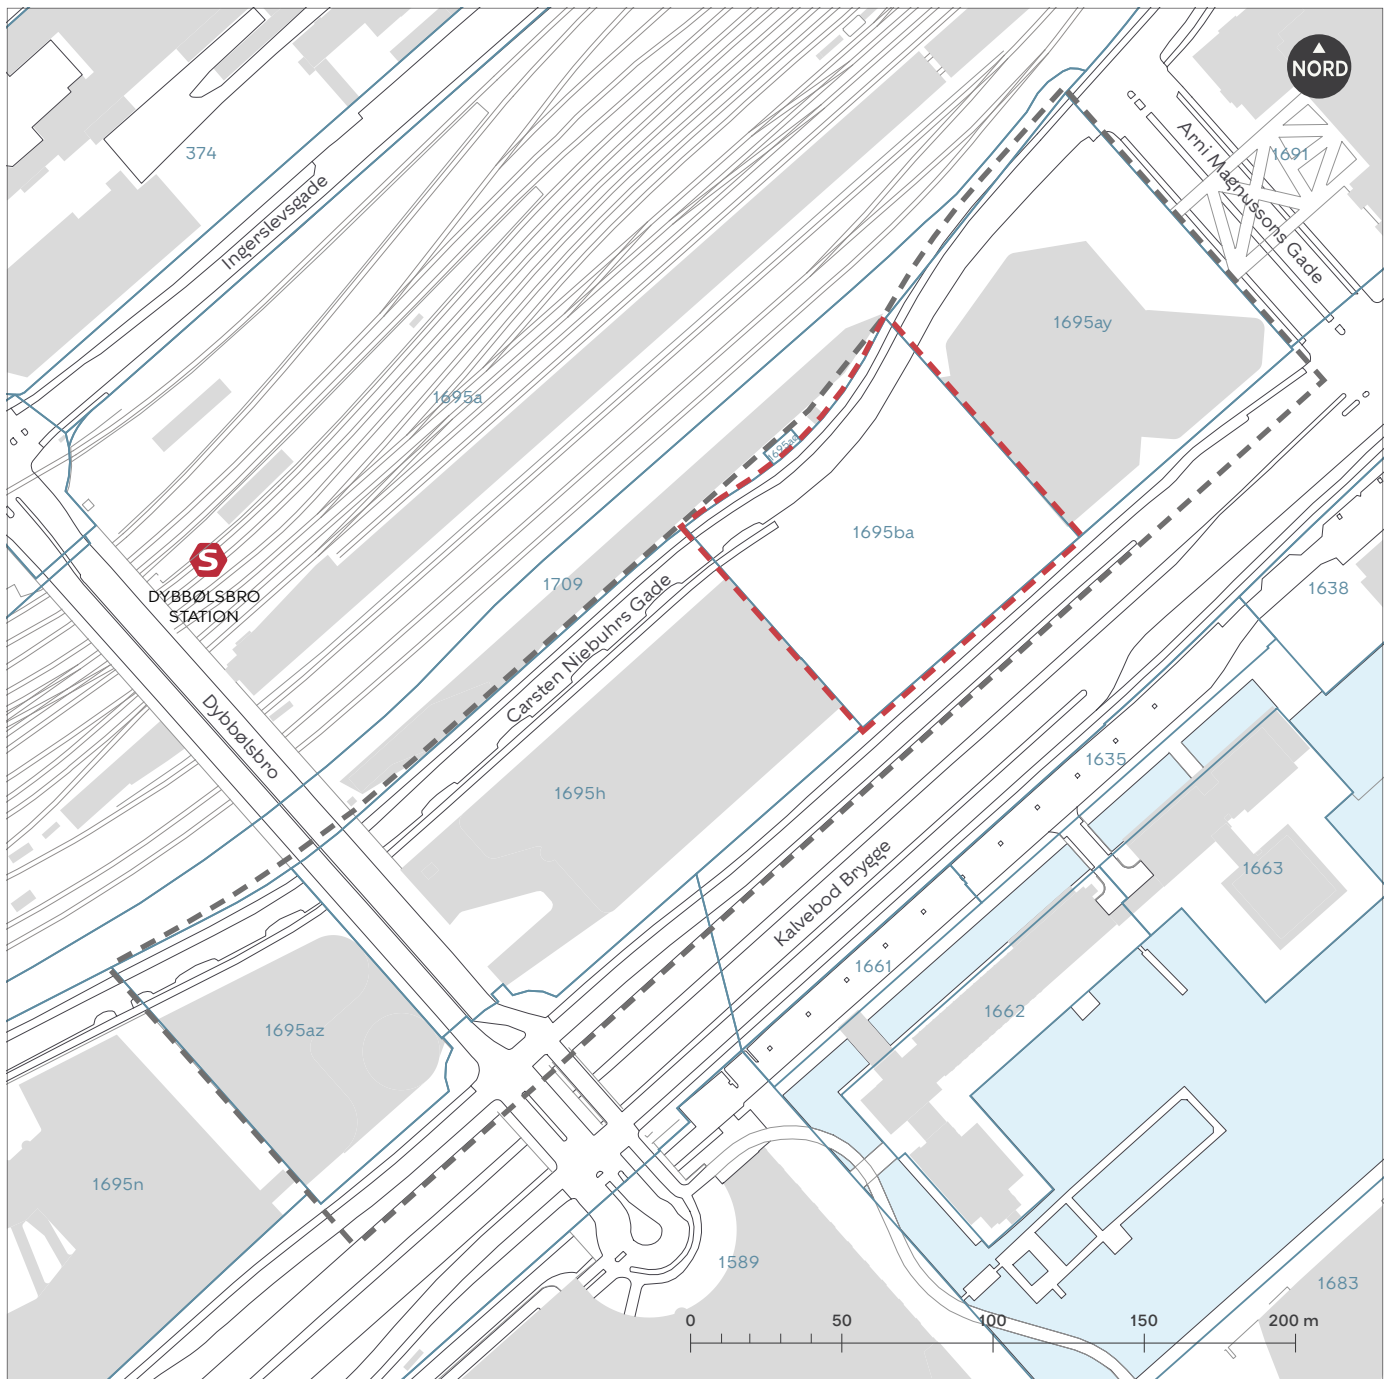 NORD
374
Ingerslevsgade
Arni Magnussons Gade
1691
1695ay
1695a
1695ba
S
DYBBØLSBRO
STATION
1709
Carsten Niebuhrs Gade
1638
Dybbølsbro
1695h
1635
Kalvebod Brygge
1663
1661
1662
1695az
1695n
1589
1683
0 50 100 150 200 m